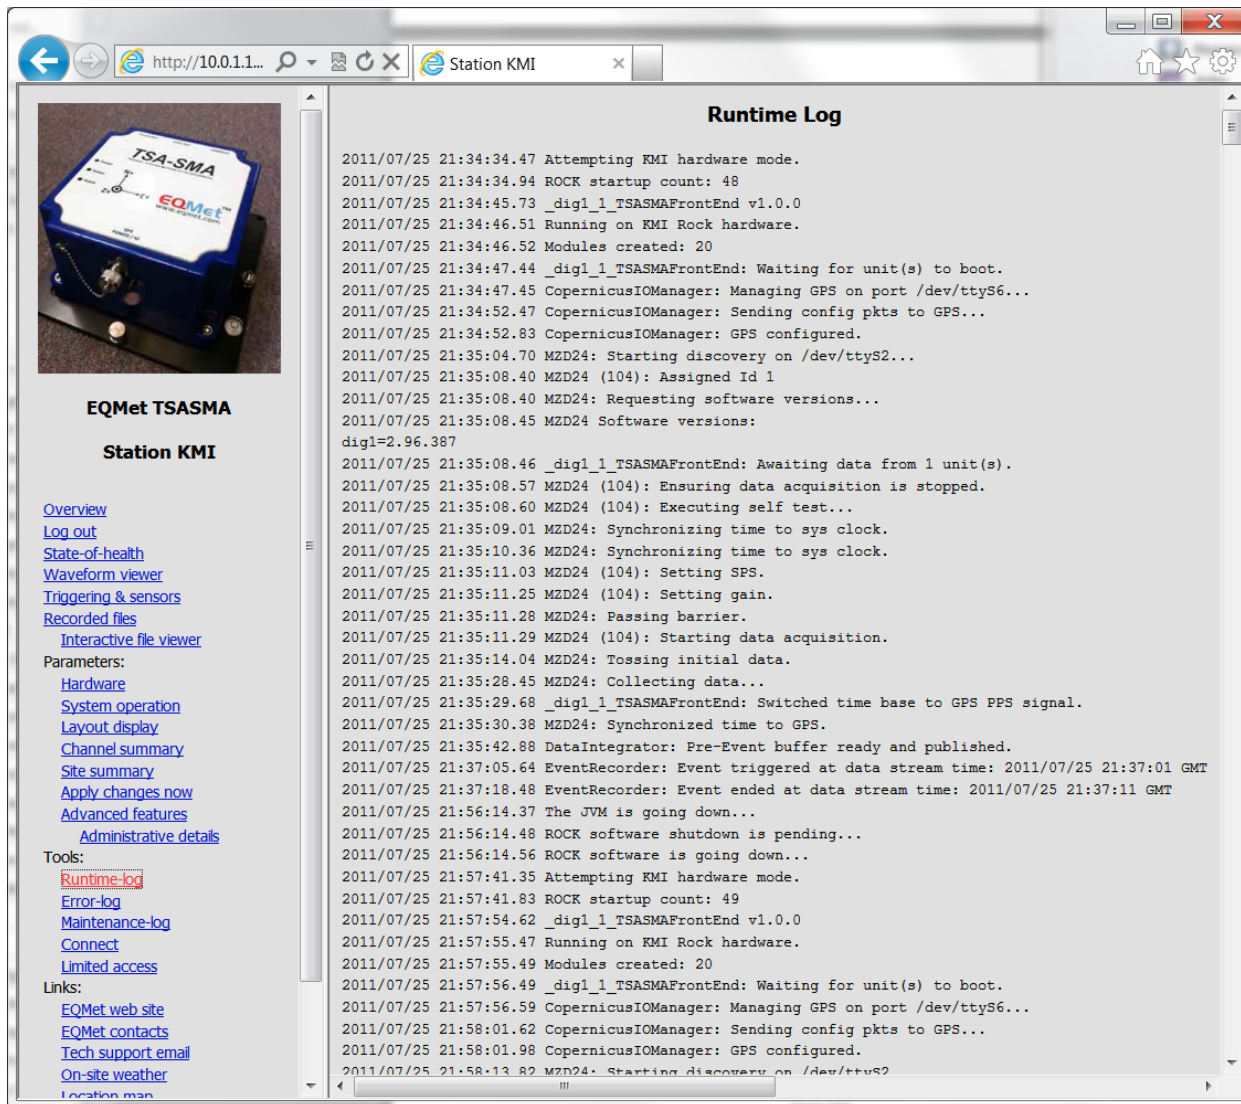 http://10.0.1.1...
Station KMI
TSA-SMA
EQMet
www.eqmet.com
EQMet TSASMA
Station KMI
Overview
Log out
State-of-health
Waveform viewer
Triggering & sensors
Recorded files
Interactive file viewer
Parameters:
Hardware
System operation
Layout display
Channel summary
Site summary
Apply changes now
Advanced features
Administrative details
Tools:
Runtime-log
Error-log
Maintenance-log
Connect
Limited access
Links:
EQMet web site
EQMet contacts
Tech support email
On-site weather
Location map
Runtime Log
2011/07/25 21:34:34.47 Attempting KMI hardware mode.
2011/07/25 21:34:34.94 ROCK startup count: 48
2011/07/25 21:34:45.73 _dig1_1_TSASMAFrontEnd v1.0.0
2011/07/25 21:34:46.51 Running on KMI Rock hardware.
2011/07/25 21:34:46.52 Modules created: 20
2011/07/25 21:34:47.44 _dig1_1_TSASMAFrontEnd: Waiting for unit(s) to boot.
2011/07/25 21:34:47.45 CopernicusIOManager: Managing GPS on port /dev/ttyS6...
2011/07/25 21:34:52.47 CopernicusIOManager: Sending config pkts to GPS...
2011/07/25 21:34:52.83 CopernicusIOManager: GPS configured.
2011/07/25 21:35:04.70 MZD24: Starting discovery on /dev/ttyS2...
2011/07/25 21:35:08.40 MZD24 (104): Assigned Id 1
2011/07/25 21:35:08.40 MZD24: Requesting software versions...
2011/07/25 21:35:08.45 MZD24 Software versions:
dig1=2.96.387
2011/07/25 21:35:08.46 _dig1_1_TSASMAFrontEnd: Awaiting data from 1 unit(s).
2011/07/25 21:35:08.57 MZD24 (104): Ensuring data acquisition is stopped.
2011/07/25 21:35:08.60 MZD24 (104): Executing self test...
2011/07/25 21:35:09.01 MZD24: Synchronizing time to sys clock.
2011/07/25 21:35:10.36 MZD24: Synchronizing time to sys clock.
2011/07/25 21:35:11.03 MZD24 (104): Setting SPS.
2011/07/25 21:35:11.25 MZD24 (104): Setting gain.
2011/07/25 21:35:11.28 MZD24: Passing barrier.
2011/07/25 21:35:11.29 MZD24 (104): Starting data acquisition.
2011/07/25 21:35:14.04 MZD24: Tossing initial data.
2011/07/25 21:35:28.45 MZD24: Collecting data...
2011/07/25 21:35:29.68 _dig1_1_TSASMAFrontEnd: Switched time base to GPS PPS signal.
2011/07/25 21:35:30.38 MZD24: Synchronized time to GPS.
2011/07/25 21:35:42.88 DataIntegrator: Pre-Event buffer ready and published.
2011/07/25 21:37:05.64 EventRecorder: Event triggered at data stream time: 2011/07/25 21:37:01 GMT
2011/07/25 21:37:18.48 EventRecorder: Event ended at data stream time: 2011/07/25 21:37:11 GMT
2011/07/25 21:56:14.37 The JVM is going down...
2011/07/25 21:56:14.48 ROCK software shutdown is pending...
2011/07/25 21:56:14.56 ROCK software is going down...
2011/07/25 21:57:41.35 Attempting KMI hardware mode.
2011/07/25 21:57:41.83 ROCK startup count: 49
2011/07/25 21:57:54.62 _dig1_1_TSASMAFrontEnd v1.0.0
2011/07/25 21:57:55.47 Running on KMI Rock hardware.
2011/07/25 21:57:55.49 Modules created: 20
2011/07/25 21:57:56.49 _dig1_1_TSASMAFrontEnd: Waiting for unit(s) to boot.
2011/07/25 21:57:56.59 CopernicusIOManager: Managing GPS on port /dev/ttyS6...
2011/07/25 21:58:01.62 CopernicusIOManager: Sending config pkts to GPS...
2011/07/25 21:58:01.98 CopernicusIOManager: GPS configured.
2011/07/25 21:58:13.82 MZD24: Starting discovery on /dev/ttyS2